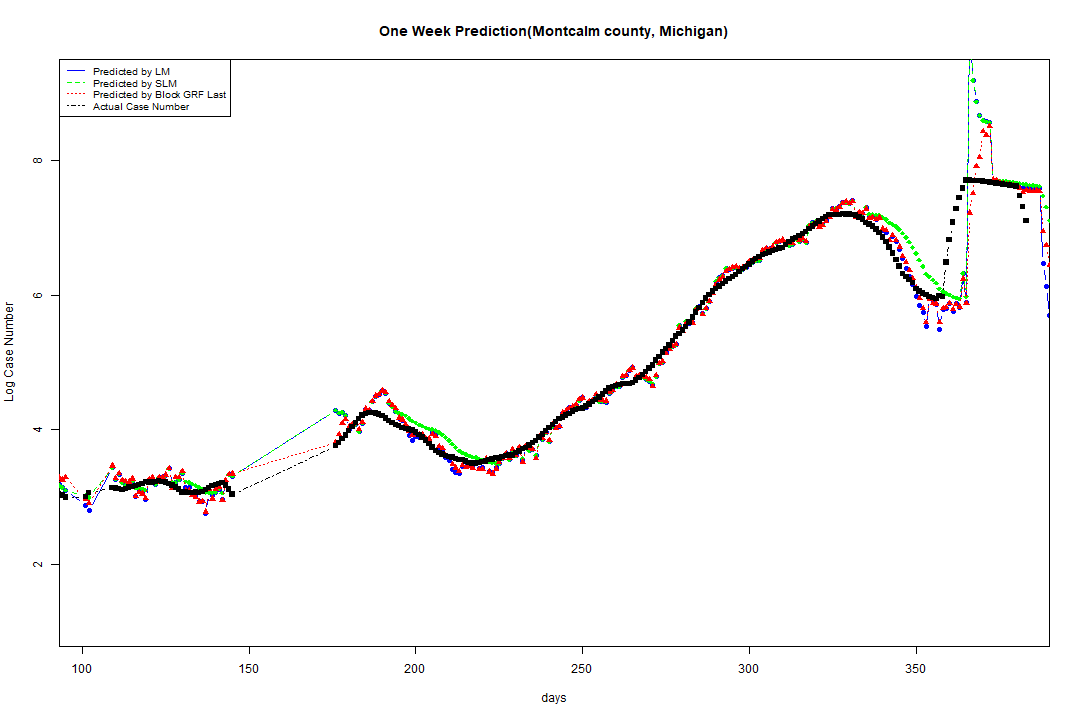 One Week Prediction(Montcalm county, Michigan)
Predicted by LM
Predicted by SLM
Predicted by Block GRF Last
Actual Case Number
8
6
4
2
Log Case Number
100 150 200 250 300 350
days